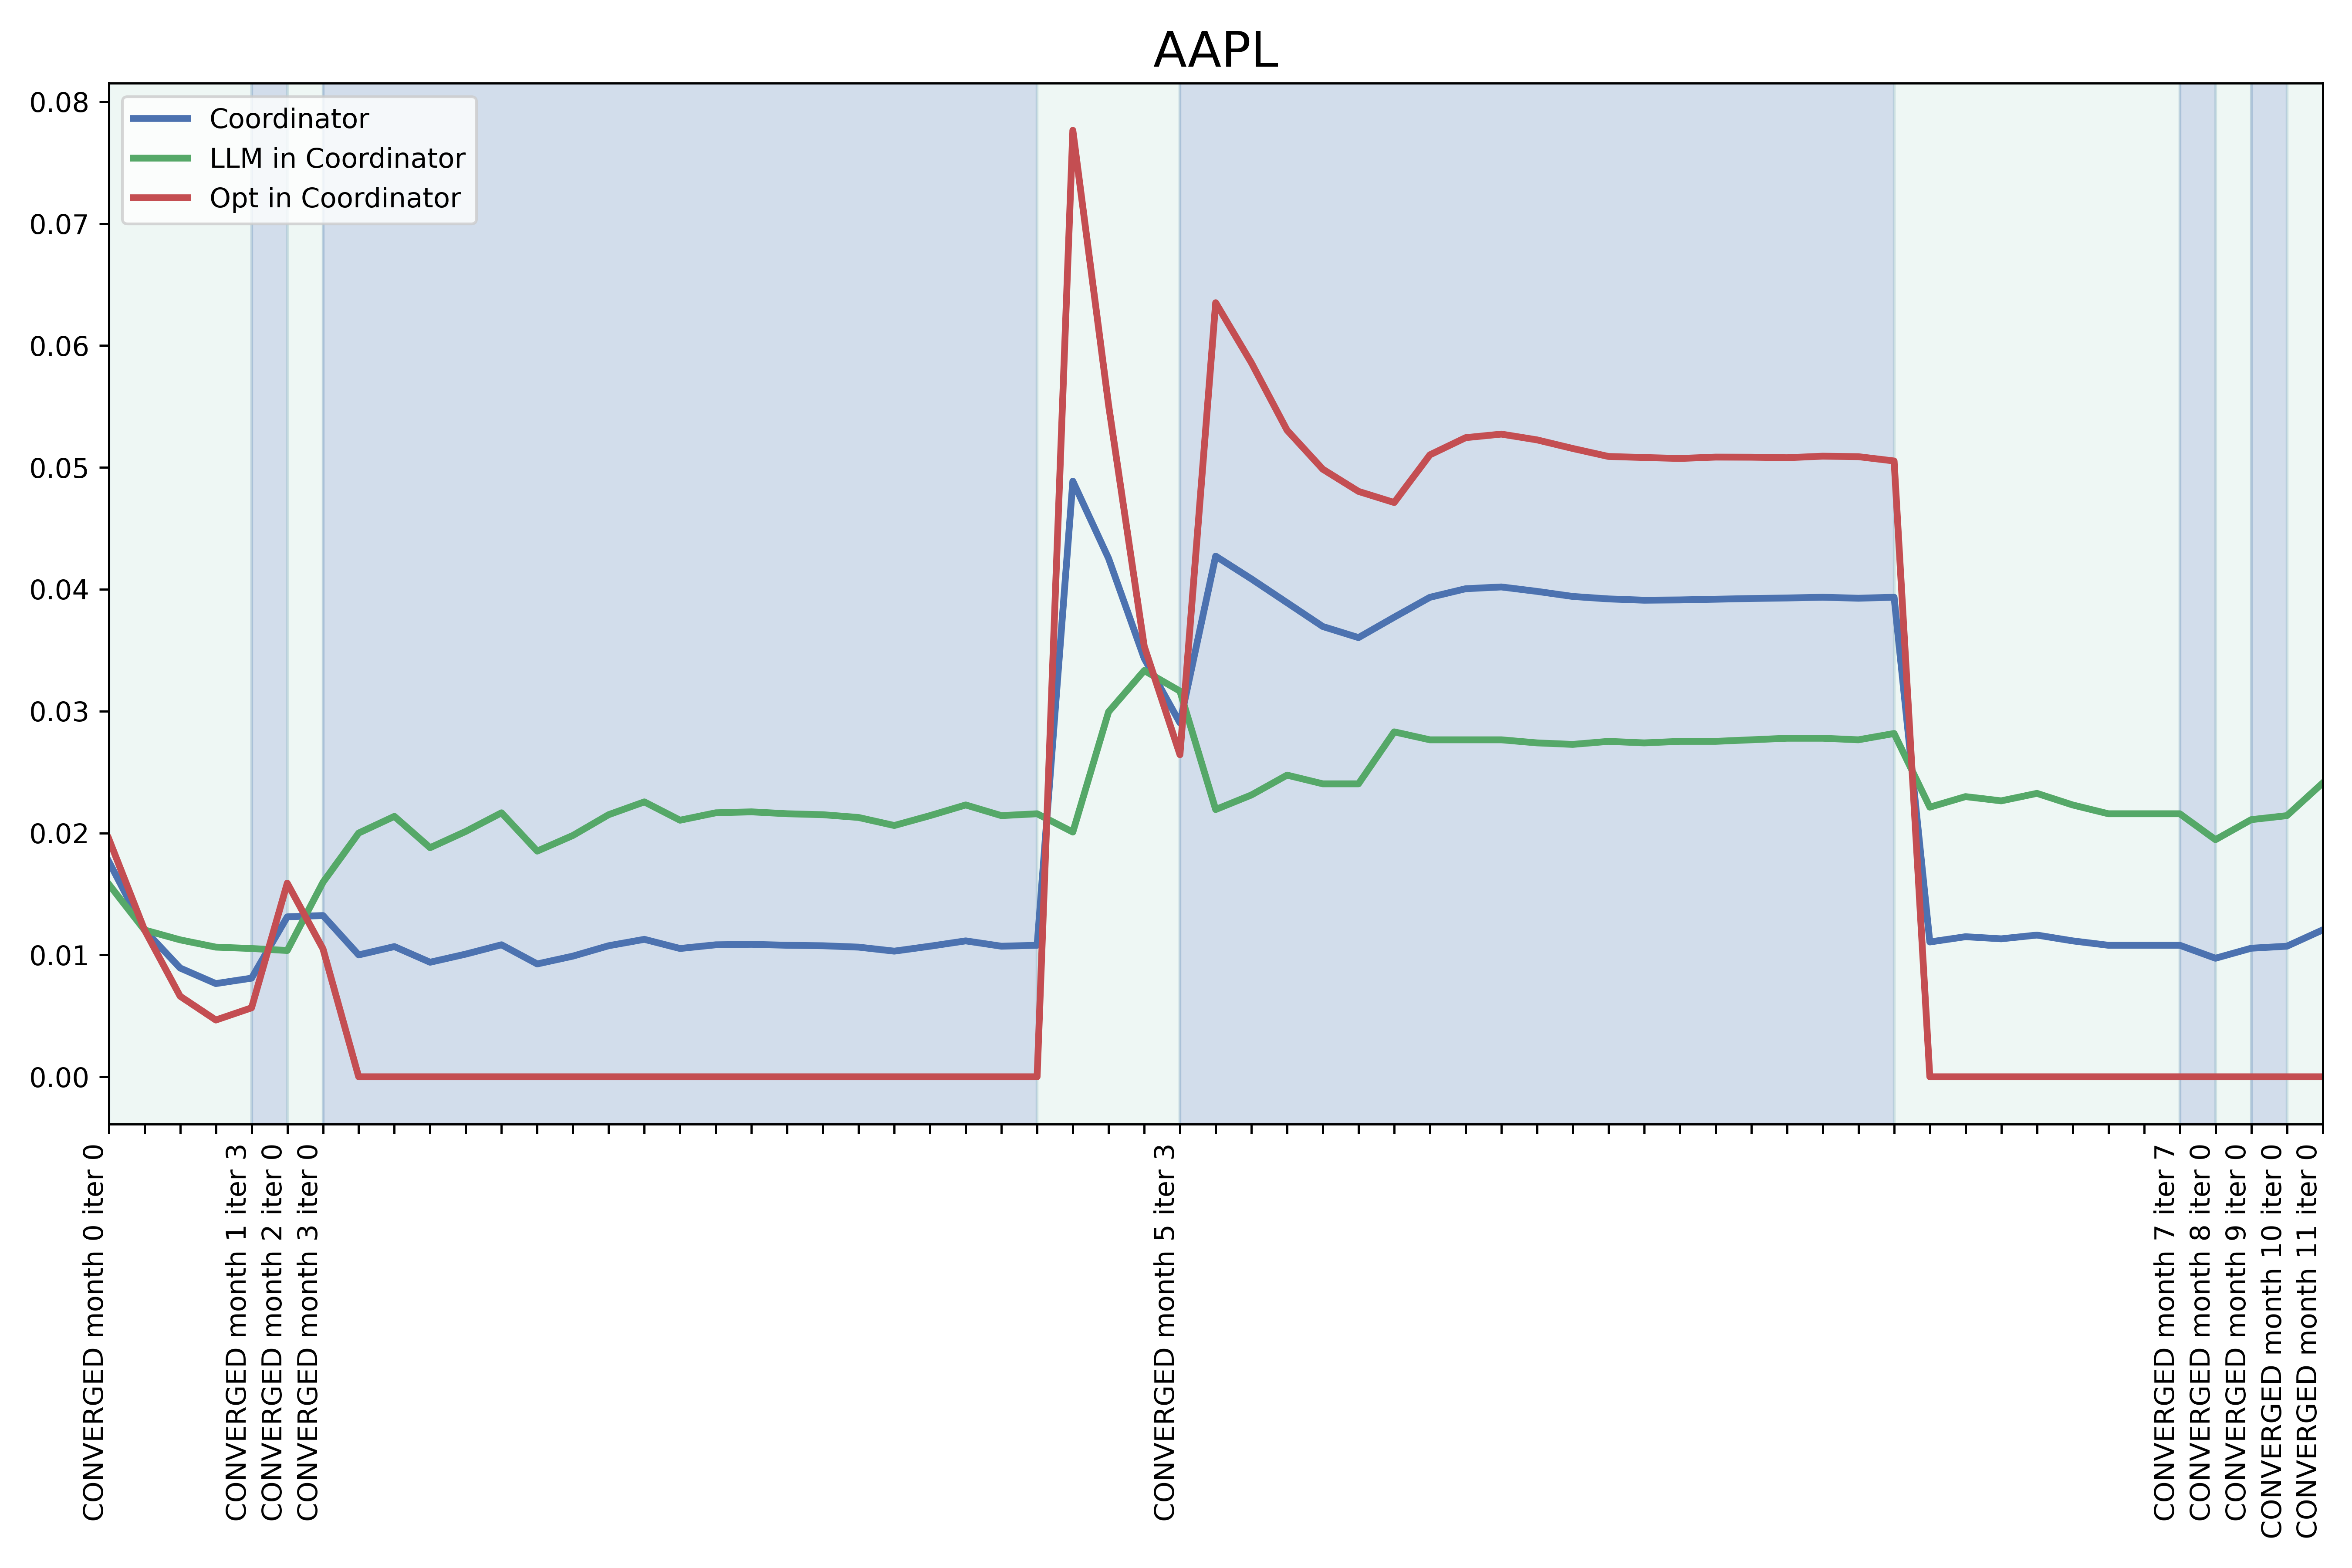 AAPL
Coordinator
LLM in Coordinator
Opt in Coordinator
0.08
0.07
0.06
0.05
0.04
0.03
0.02
0.01
0.00
CONVERGED month 0 iter 0
CONVERGED month 1 iter 3
CONVERGED month 2 iter 0
CONVERGED month 3 iter 0
CONVERGED month 5 iter 3
CONVERGED month 7 iter 7
CONVERGED month 8 iter 0
CONVERGED month 9 iter 0
CONVERGED month 10 iter 0
CONVERGED month 11 iter 0